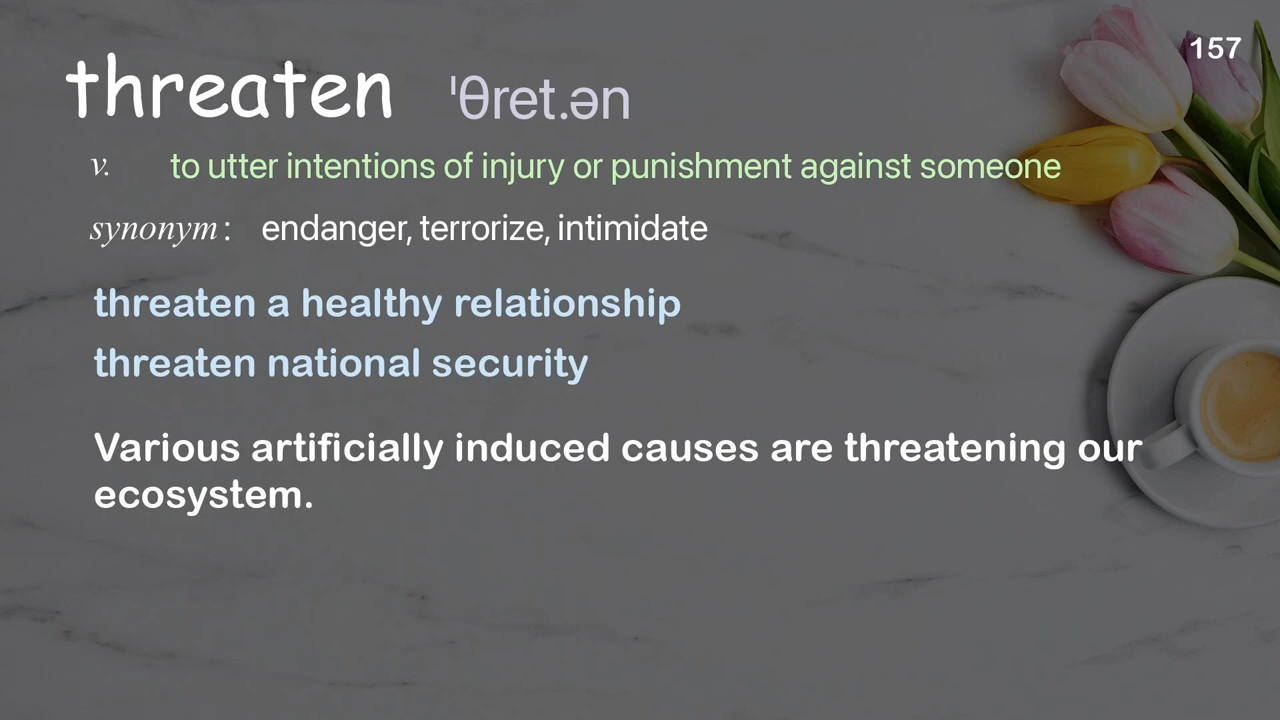 157
threaten ˈθret.ən
v. to utter intentions of injury or punishment against someone
synonym : endanger, terrorize, intimidate
threaten a healthy relationship
threaten national security
Various artificially induced causes are threatening our
ecosystem.